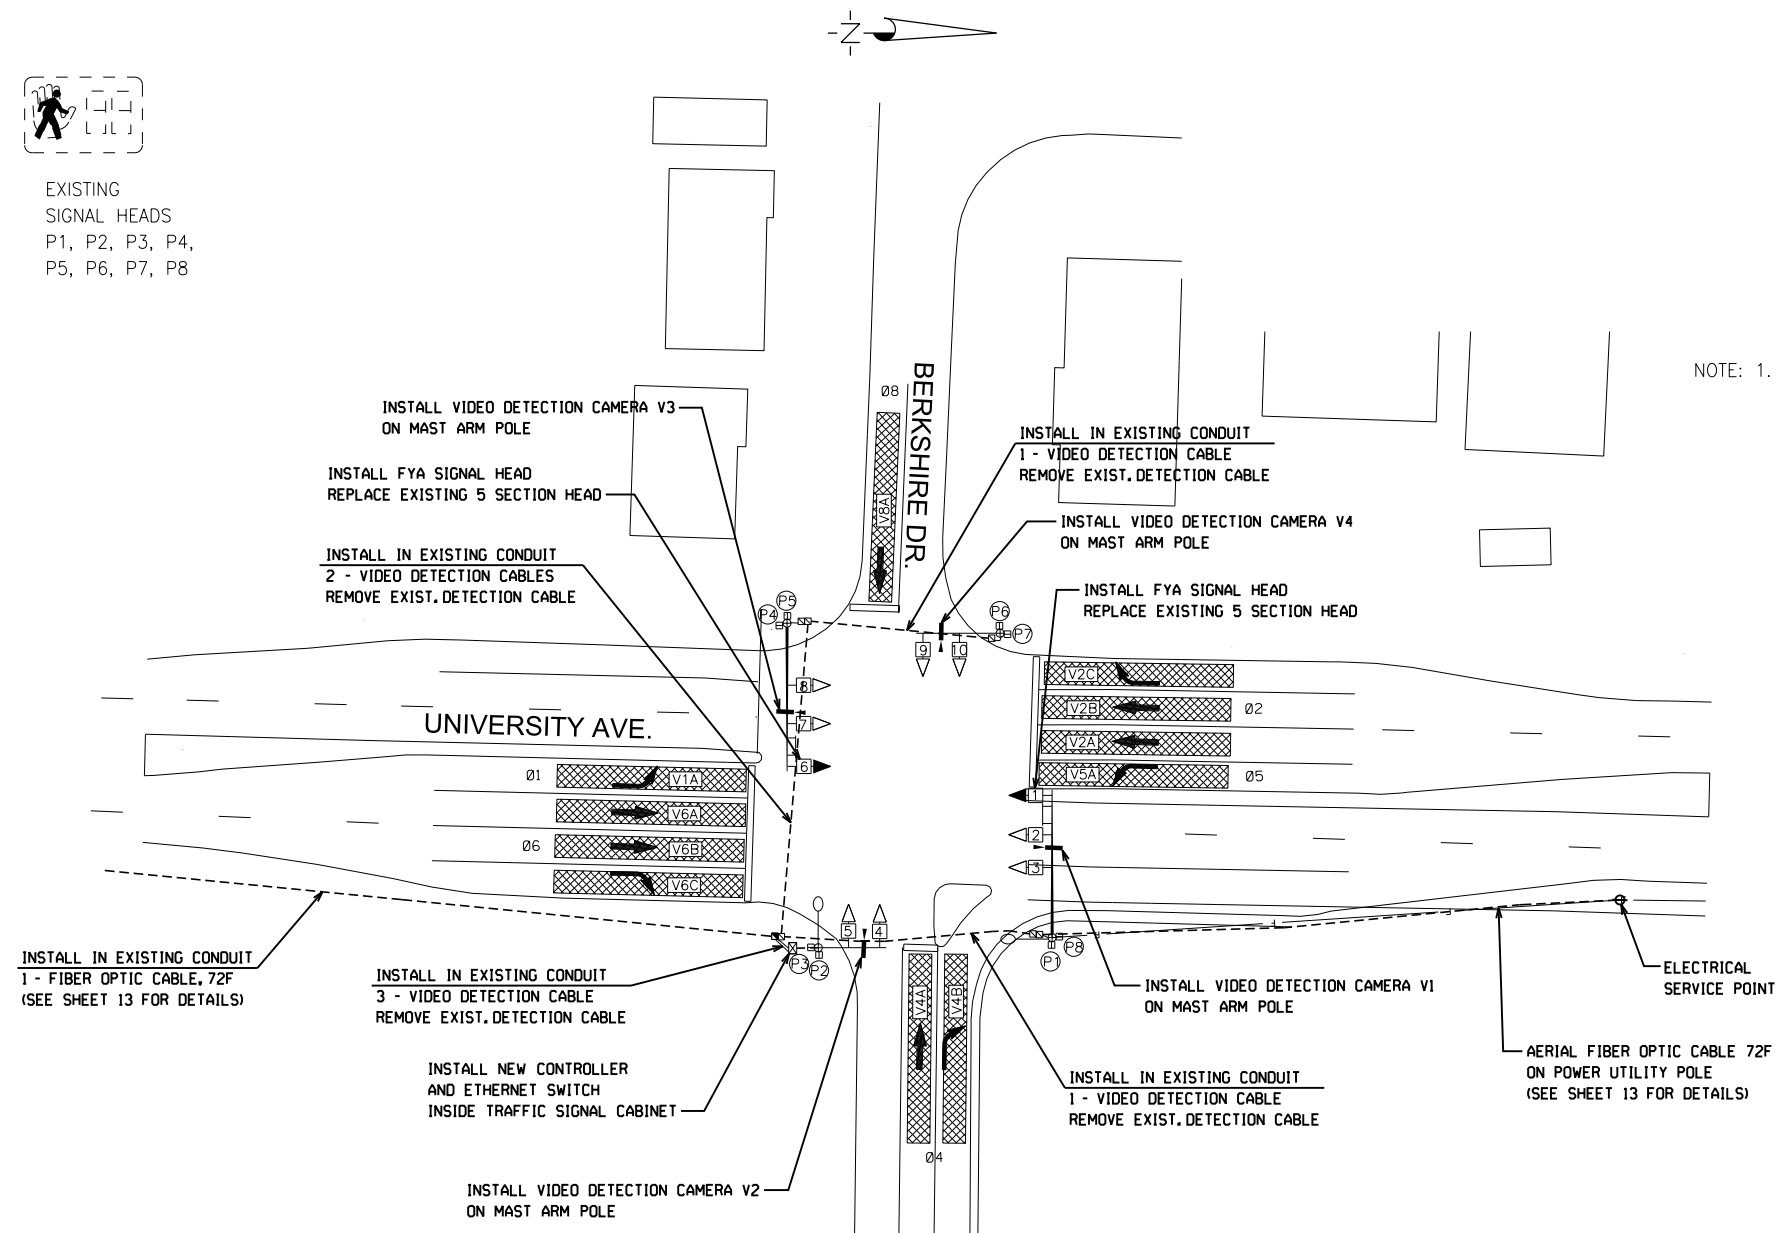 N
EXISTING
SIGNAL HEADS
P1, P2, P3, P4,
P5, P6, P7, P8
NOTE: 1.
Ø8
BERKSHIRE DR.
V8A
INSTALL VIDEO DETECTION CAMERA V3
ON MAST ARM POLE
INSTALL FYA SIGNAL HEAD
REPLACE EXISTING 5 SECTION HEAD
INSTALL IN EXISTING CONDUIT
2 - VIDEO DETECTION CABLES
REMOVE EXIST. DETECTION CABLE
INSTALL IN EXISTING CONDUIT
1 - VIDEO DETECTION CABLE
REMOVE EXIST. DETECTION CABLE
INSTALL VIDEO DETECTION CAMERA V4
ON MAST ARM POLE
INSTALL FYA SIGNAL HEAD
REPLACE EXISTING 5 SECTION HEAD
P5
P4
P6
P7
9
10
8
7
6
UNIVERSITY AVE.
V2C
V2B
Ø2
V2A
V5A
Ø5
Ø1
V1A
V6A
Ø6
V6B
V6C
1
2
3
5
4
P3
P2
P1
P8
V4A
V4B
Ø4
INSTALL IN EXISTING CONDUIT
1 - FIBER OPTIC CABLE, 72F
(SEE SHEET 13 FOR DETAILS)
INSTALL IN EXISTING CONDUIT
3 - VIDEO DETECTION CABLE
REMOVE EXIST. DETECTION CABLE
INSTALL NEW CONTROLLER
AND ETHERNET SWITCH
INSIDE TRAFFIC SIGNAL CABINET
INSTALL VIDEO DETECTION CAMERA V2
ON MAST ARM POLE
INSTALL VIDEO DETECTION CAMERA V1
ON MAST ARM POLE
INSTALL IN EXISTING CONDUIT
1 - VIDEO DETECTION CABLE
REMOVE EXIST. DETECTION CABLE
ELECTRICAL
SERVICE POINT
AERIAL FIBER OPTIC CABLE 72F
ON POWER UTILITY POLE
(SEE SHEET 13 FOR DETAILS)